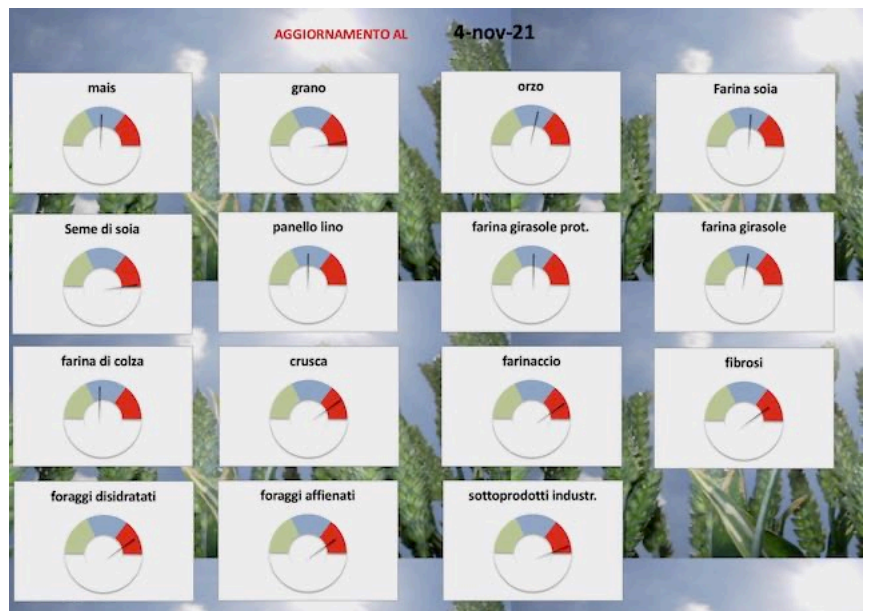 AGGIORNAMENTO AL 4-nov-21
mais
grano
orzo
Farina soia
Seme di soia
panello lino
farina girasole prot.
farina girasole
farina di colza
crusca
farinaccio
fibrosi
foraggi disidratati
foraggi affienati
sottoprodotti industr.